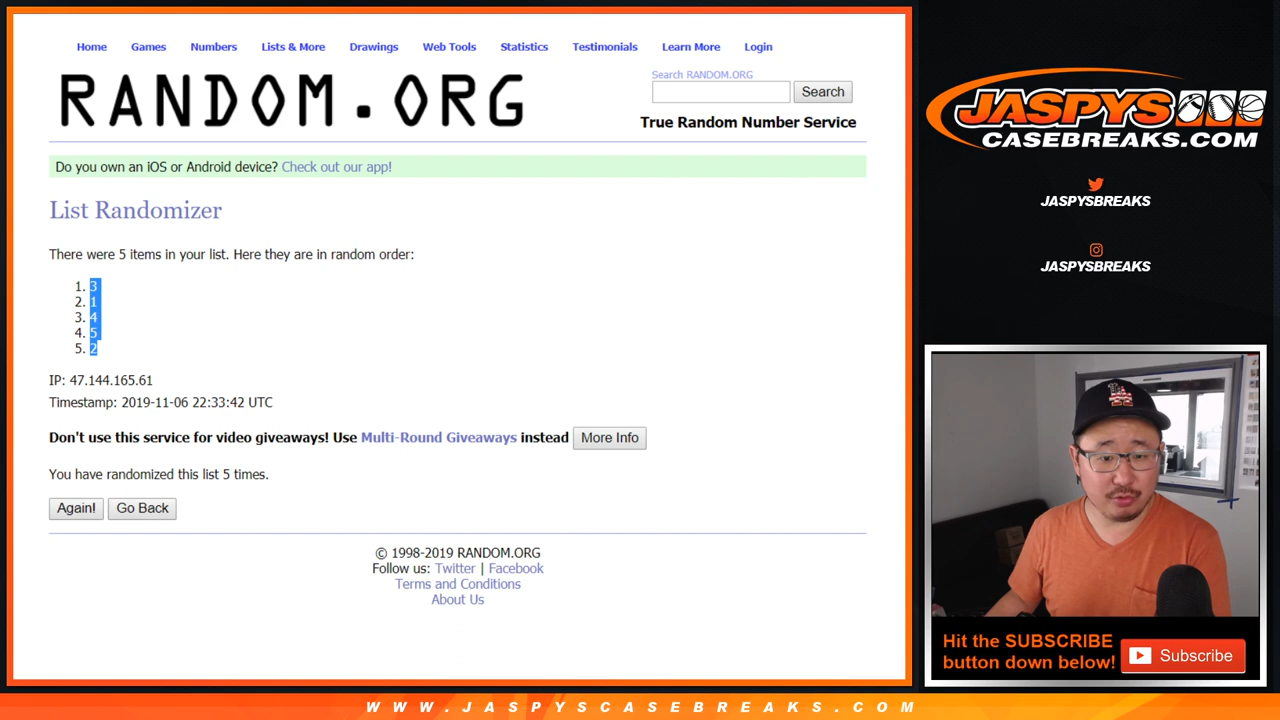 Home Games Numbers Lists & More Drawings Web Tools Statistics Testimonials Learn More Login
RANDOM.ORG
Search RANDOM.ORG
Search
True Random Number Service
Do you own an iOS or Android device? Check out our app!
List Randomizer
There were 5 items in your list. Here they are in random order:
1. 3
2. 1
3. 4
4. 5
5. 2
IP: 47.144.165.61
Timestamp: 2019-11-06 22:33:42 UTC
Don't use this service for video giveaways! Use Multi-Round Giveaways instead More Info
You have randomized this list 5 times.
Again! Go Back
© 1998-2019 RANDOM.ORG
Follow us: Twitter | Facebook
Terms and Conditions
About Us
JASPYS
CASEBREAKS.COM
JASPYSBREAKS
JASPYSBREAKS
Hit the SUBSCRIBE
button down below!
Subscribe
WWW.JASPYSCASEBREAKS.COM